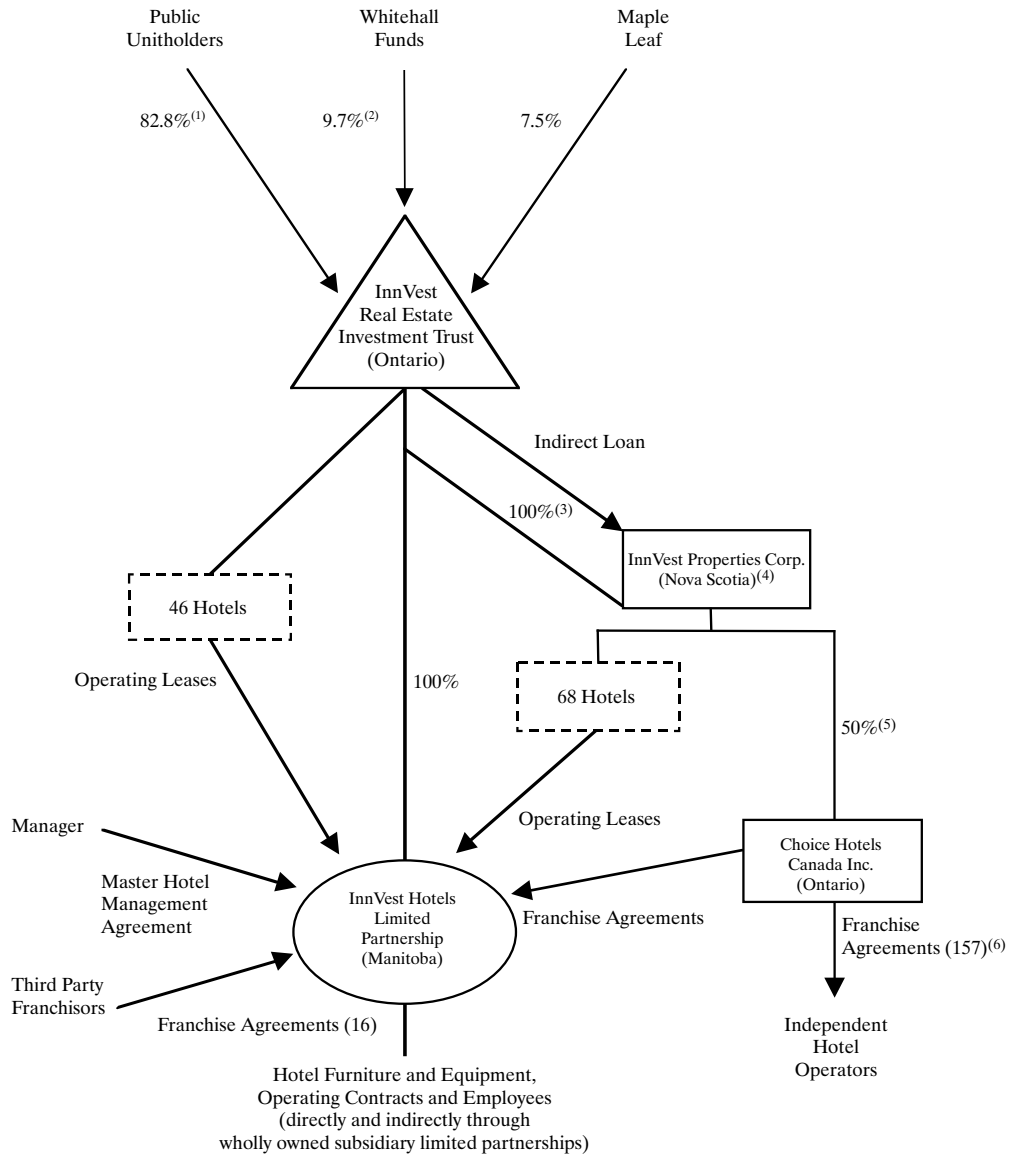 Public
Unitholders
Whitehall
Funds
Maple
Leaf
82.8%(1)
9.7%(2)
7.5%
InnVest
Real Estate
Investment Trust
(Ontario)
Indirect Loan
100%(3)
InnVest Properties Corp.
(Nova Scotia)(4)
46 Hotels
Operating Leases
100%
68 Hotels
50%(5)
Operating Leases
Manager
Master Hotel
Management
Agreement
InnVest Hotels
Limited
Partnership
(Manitoba)
Choice Hotels
Canada Inc.
(Ontario)
Franchise Agreements
Franchise
Agreements (157)(6)
Third Party
Franchisors
Franchise Agreements (16)
Independent
Hotel
Operators
Hotel Furniture and Equipment,
Operating Contracts and Employees
(directly and indirectly through
wholly owned subsidiary limited partnerships)